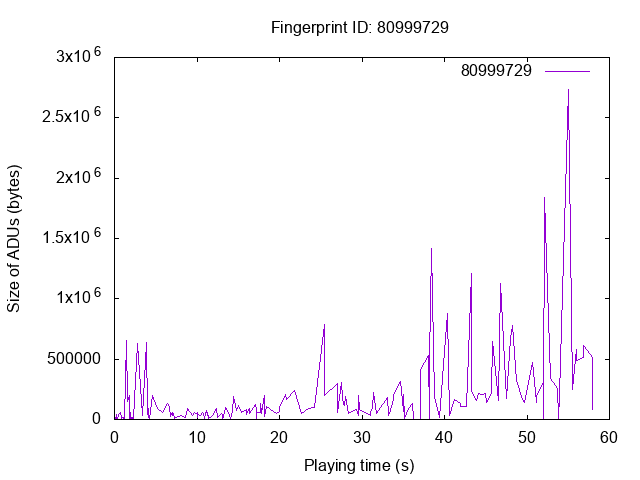 Fingerprint ID: 80999729
80999729
3x10^6
2.5x10^6
2x10^6
1.5x10^6
1x10^6
500000
0
Size of ADUs (bytes)
0 10 20 30 40 50 60
Playing time (s)